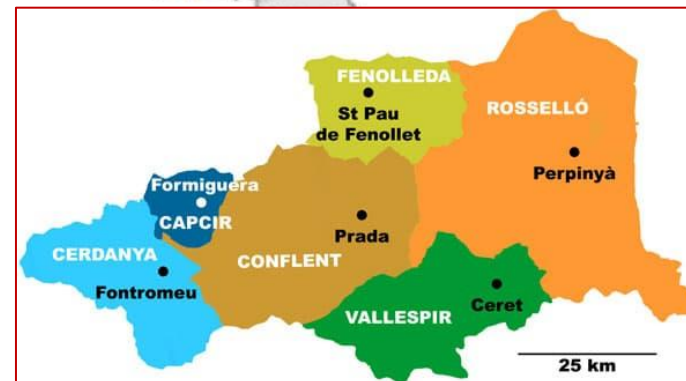 FENOLLEDA
St Pau
de Fenollet
ROSSELLÓ
Perpinyà
Formiguera
CAPCIR
Prada
CERDANYA
CONFLENT
Fontromeu
Ceret
VALLESPIR
25 km